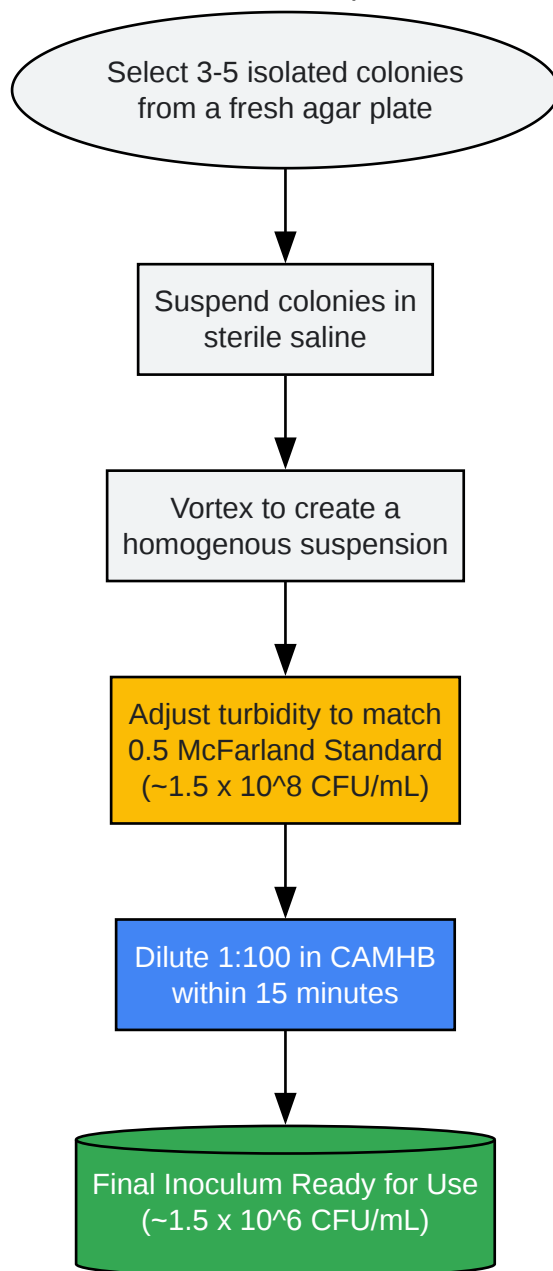 Select 3-5 isolated colonies
from a fresh agar plate
Suspend colonies in
sterile saline
Vortex to create a
homogenous suspension
Adjust turbidity to match
0.5 McFarland Standard
(~1.5 x 10^8 CFU/mL)
Dilute 1:100 in CAMHB
within 15 minutes
Final Inoculum Ready for Use
(~1.5 x 10^6 CFU/mL)